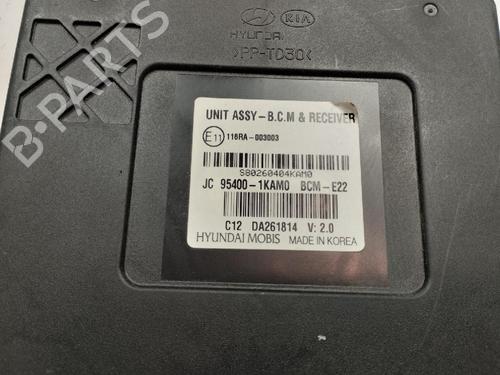 KIA
HYUNDAI
>PP-TD30<
UNIT ASSY-B.C.M & RECEIVER
E11 116RA-003003
S80260404KAM0
JC 95400-1KAM0 BCM-E22
C12 DA261814 V: 2.0
HYUNDAI MOBIS MADE IN KOREA
B-PARTS